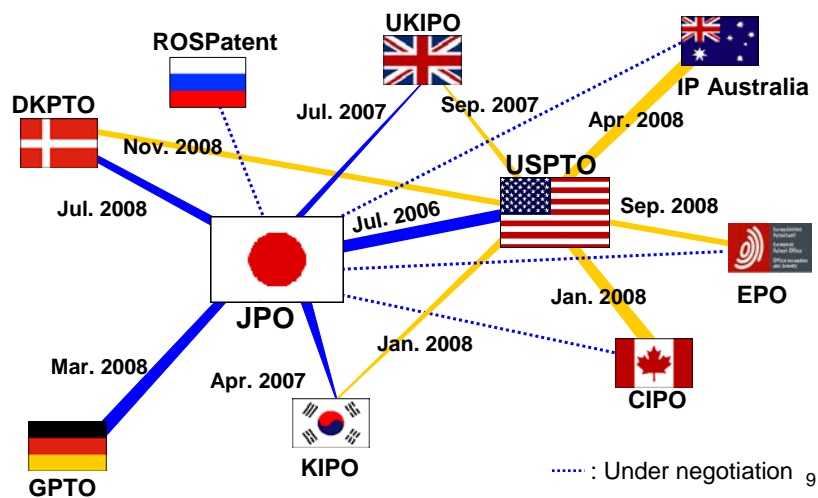 UKIPO
ROSPatent
IP Australia
DKPTO
Jul. 2007
Sep. 2007
Apr. 2008
Nov. 2008
USPTO
Jul. 2008
Jul. 2006
Sep. 2008
EPO
JPO
Jan. 2008
Mar. 2008
Jan. 2008
Apr. 2007
CIPO
KIPO
GPTO
: Under negotiation
9